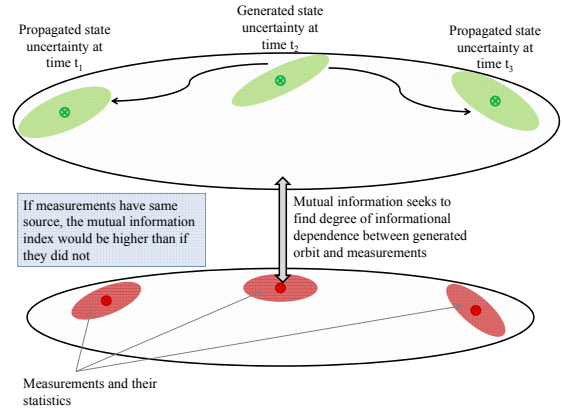 Propagated state
uncertainty at
time t₁
Generated state
uncertainty at
time t₂
Propagated state
uncertainty at
time t₃
If measurements have same
source, the mutual information
index would be higher than if
they did not
Mutual information seeks to
find degree of informational
dependence between generated
orbit and measurements
Measurements and their
statistics